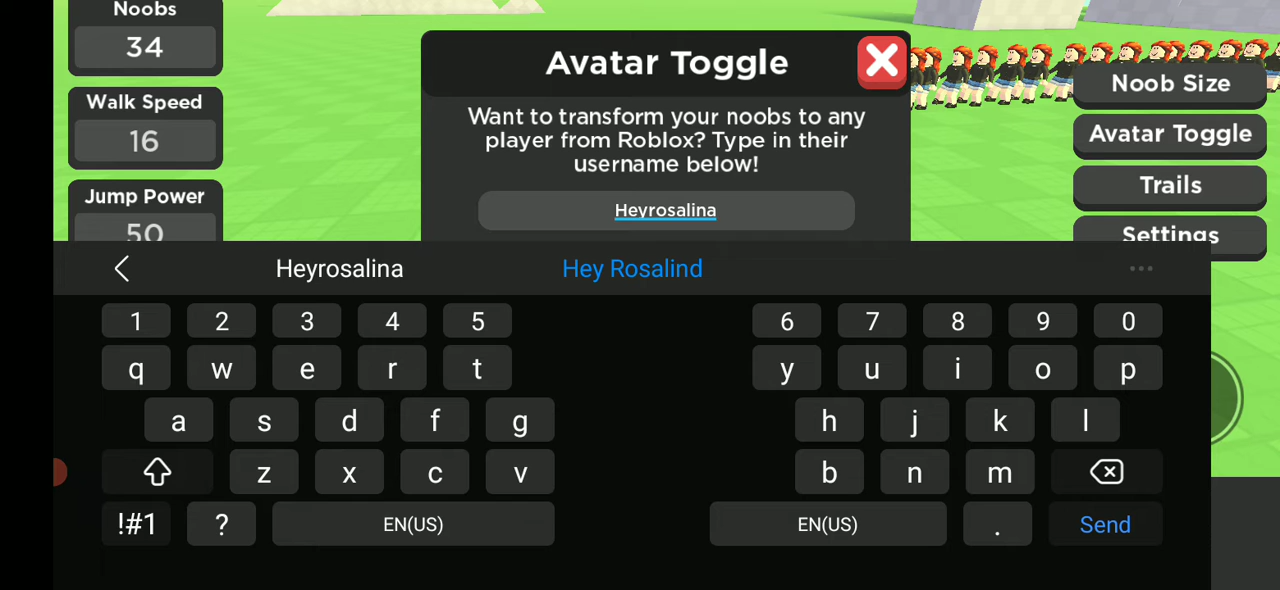 Noobs
34
Walk Speed
16
Jump Power
50
Avatar Toggle
Want to transform your noobs to any
player from Roblox? Type in their
username below!
Heyrosalina
Noob Size
Avatar Toggle
Trails
Settings
Heyrosalina Hey Rosalind
1 2 3 4 5 6 7 8 9 0
q w e r t y u i o p
a s d f g h j k l
z x c v b n m
!#1 ? EN(US) EN(US) . Send